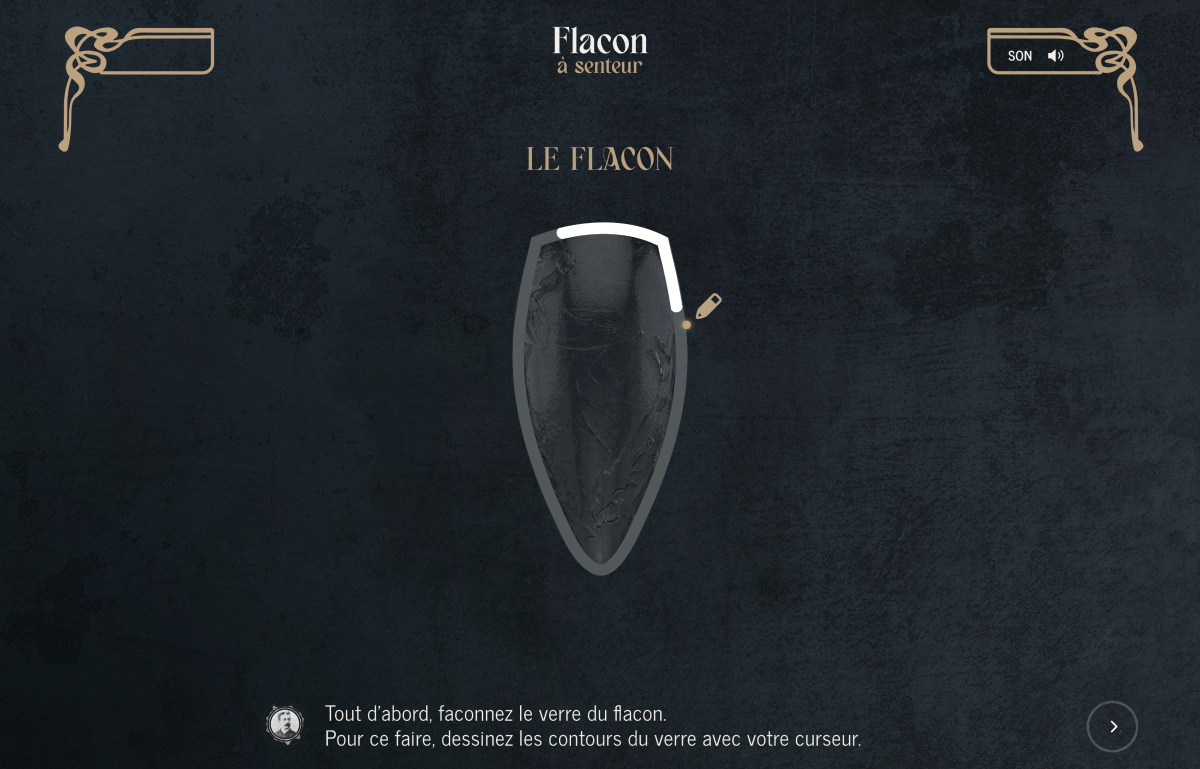 Flacon
à senteur
SON
LE FLACON
Tout d'abord, faconnez le verre du flacon.
Pour ce faire, dessinez les contours du verre avec votre curseur.